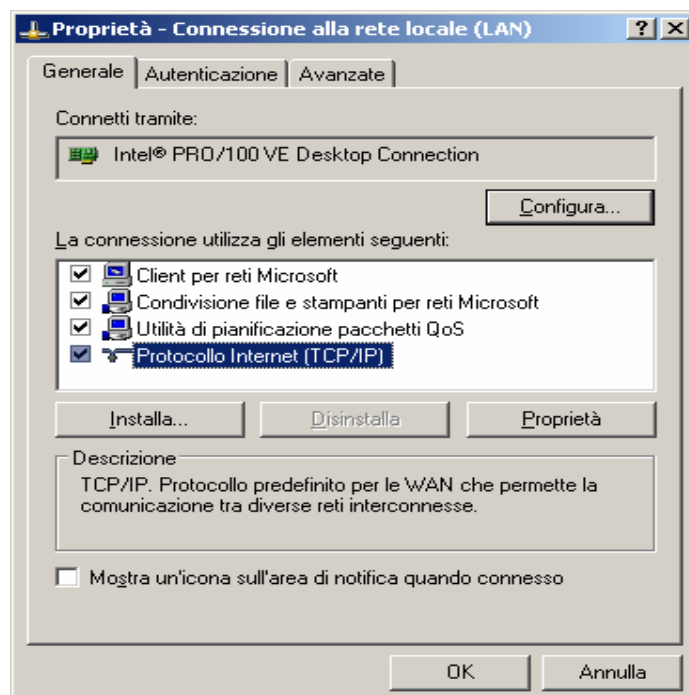 Proprietà - Connessione alla rete locale (LAN)
Generale
Autenticazione
Avanzate
Connetti tramite:
Intel® PRO/100 VE Desktop Connection
Configura...
La connessione utilizza gli elementi seguenti:
Client per reti Microsoft
Condivisione file e stampanti per reti Microsoft
Utilità di pianificazione pacchetti QoS
Protocollo Internet (TCP/IP)
Installa...
Disinstalla
Proprietà
Descrizione
TCP/IP. Protocollo predefinito per le WAN che permette la
comunicazione tra diverse reti interconnesse.
Mostra un'icona sull'area di notifica quando connesso
OK
Annulla